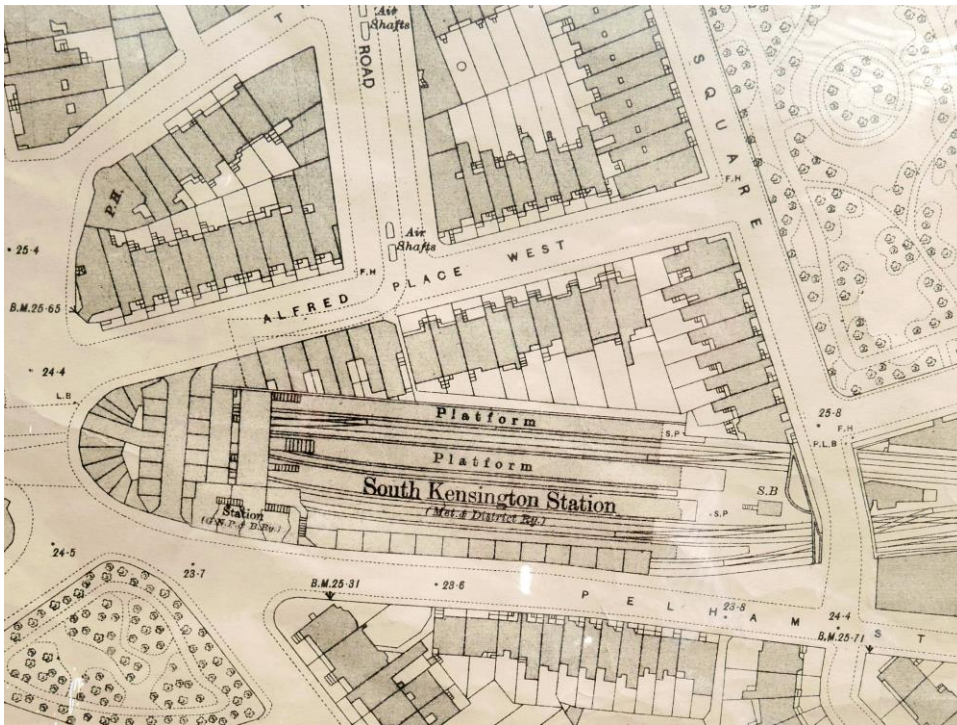 Air
Shafts
ROAD
SQUARE
P.H.
F.H
25·4
Air
Shafts
B.M.25·65
F.H
ALFRED PLACE WEST
24·4
L.B
Platform
25·8
F.H
P.L.B
S.P
Platform
South Kensington Station
(Met. & District Ry.)
S.B
S.P
Station
(G.N.P. & B.Ry.)
24·5
23·7
B.M.25·31
23·6
PELHAM ST
23·8
24·4
B.M.25·71